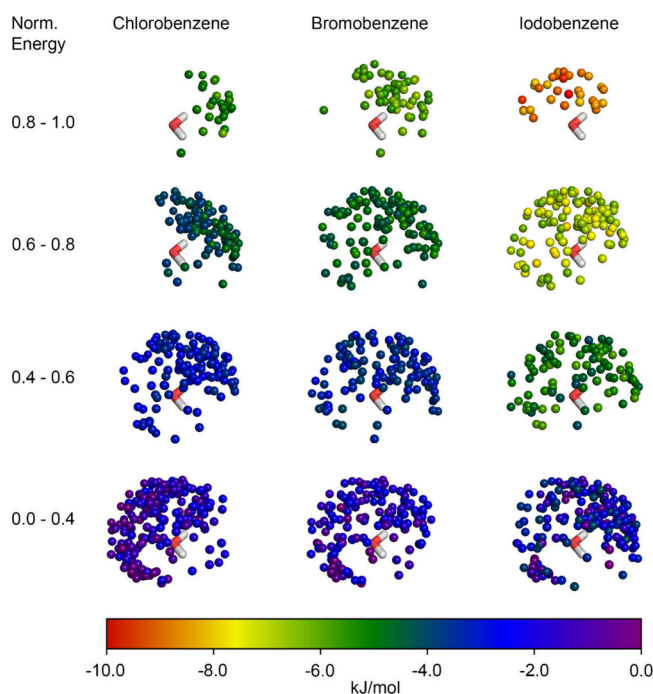 Norm. Energy
Chlorobenzene
Bromobenzene
Iodobenzene
0.8 - 1.0
0.6 - 0.8
0.4 - 0.6
0.0 - 0.4
-10.0 -8.0 -6.0 -4.0 -2.0 0.0
kJ/mol